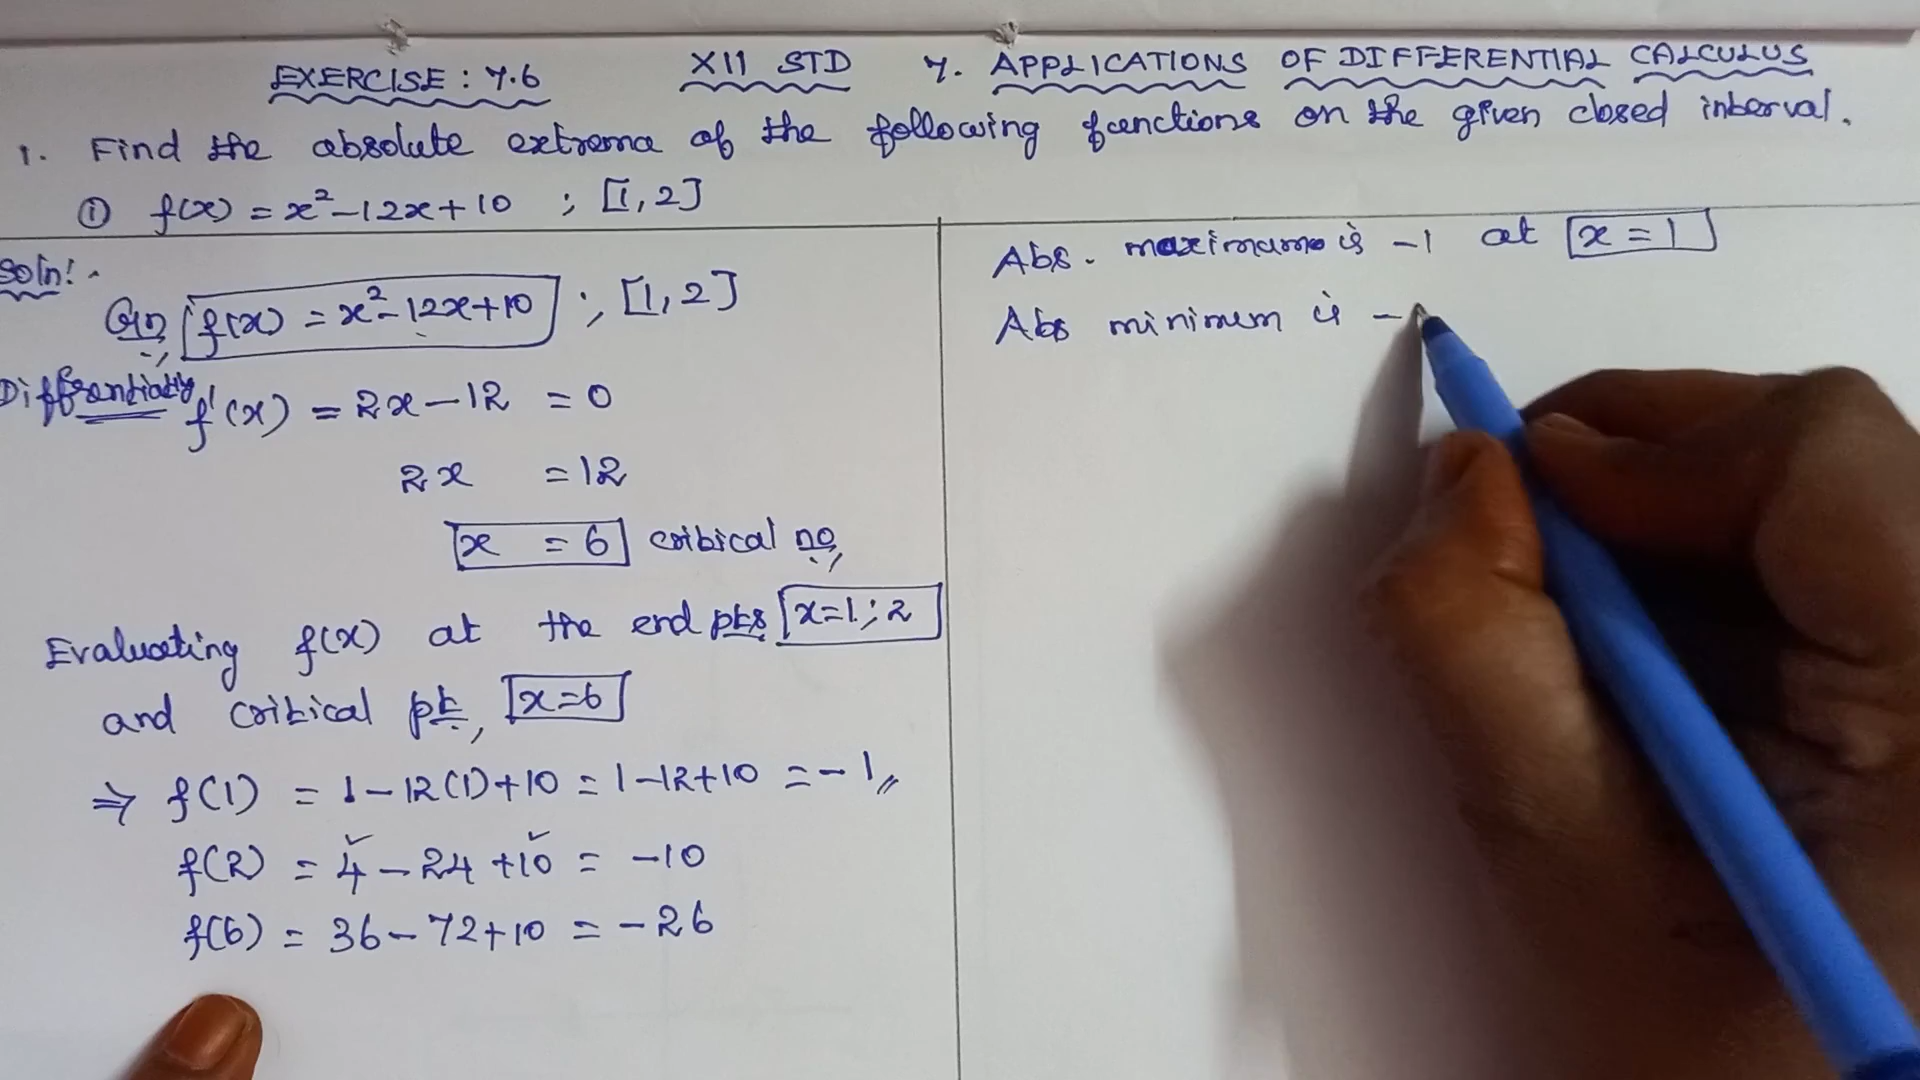 EXERCISE : 7.6 XII STD 7. APPLICATIONS OF DIFFERENTIAL CALCULUS
1. Find the absolute extrema of the following functions on the given closed interval.
① f(x) = x²-12x+10 ; [1,2]
Soln:-
Gn f(x) = x²-12x+10 ; [1,2]
Differentiating f'(x) = 2x-12 = 0
2x = 12
x = 6 critical no,
Evaluating f(x) at the end pts x=1;2
and critical pt, x=6
⇒ f(1) = 1-12(1)+10 = 1-12+10 = -1
f(2) = 4-24+10 = -10
f(6) = 36-72+10 = -26
Abs. maximum is -1 at x=1
Abs minimum is -